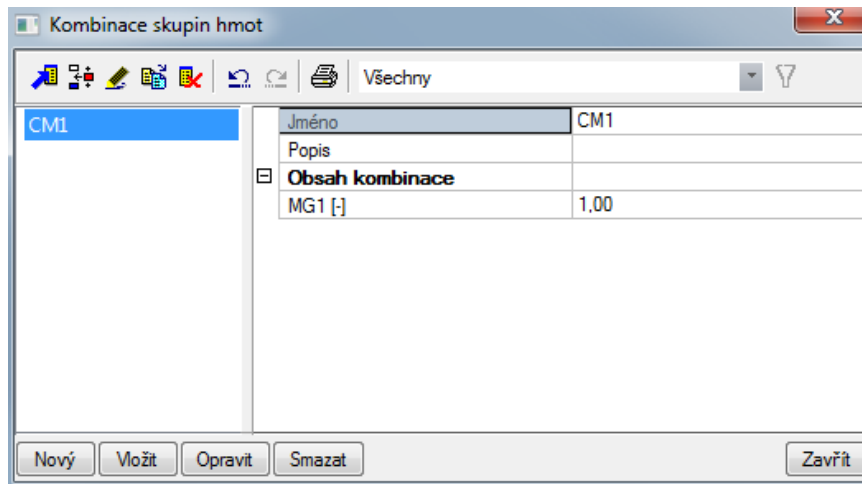 Kombinace skupin hmot
Všechny
CM1
Jméno CM1
Popis
Obsah kombinace
MG1 [-] 1,00
Nový Vložit Opravit Smazat Zavřít